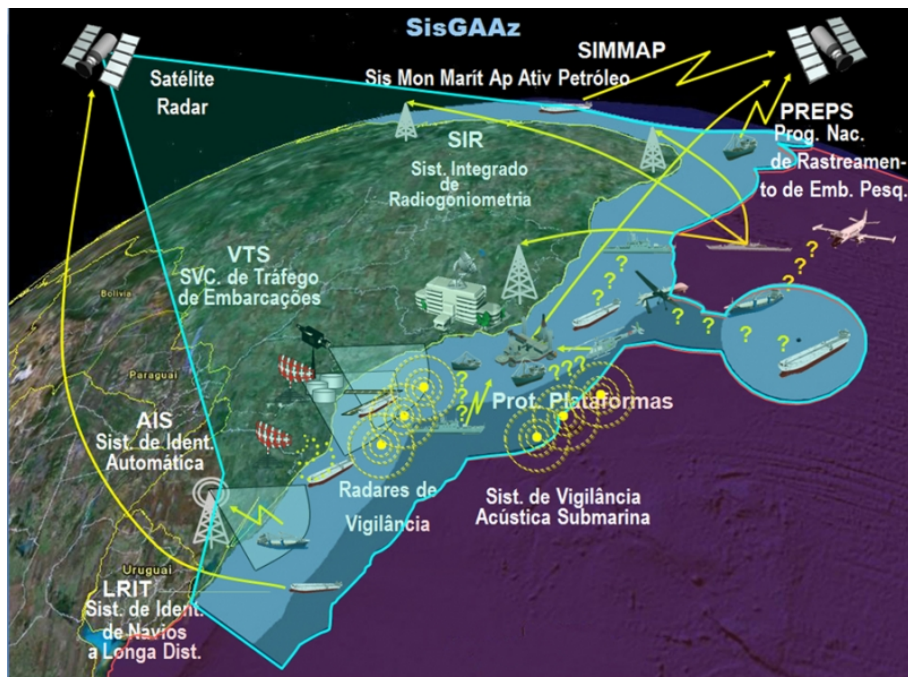 SisGAAz
SIMMAP
Sis Mon Marít Ap Ativ Petróleo
Satélite
Radar
PREPS
Prog. Nac.
de Rastreamen-
to de Emb. Pesq.
SIR
Sist. Integrado
de
Radiogoniometria
VTS
SVC. de Tráfego
de Embarcações
Bolívia
Paraguai
? ? ?
? ? ?
? ? ? ?
? ? ?
? ? ?
Prot. Plataformas
AIS
Sist. de Ident.
Automática
Radares de
Vigilância
Sist. de Vigilância
Acústica Submarina
Uruguai
LRIT
Sist. de Ident.
de Navios
a Longa Dist.